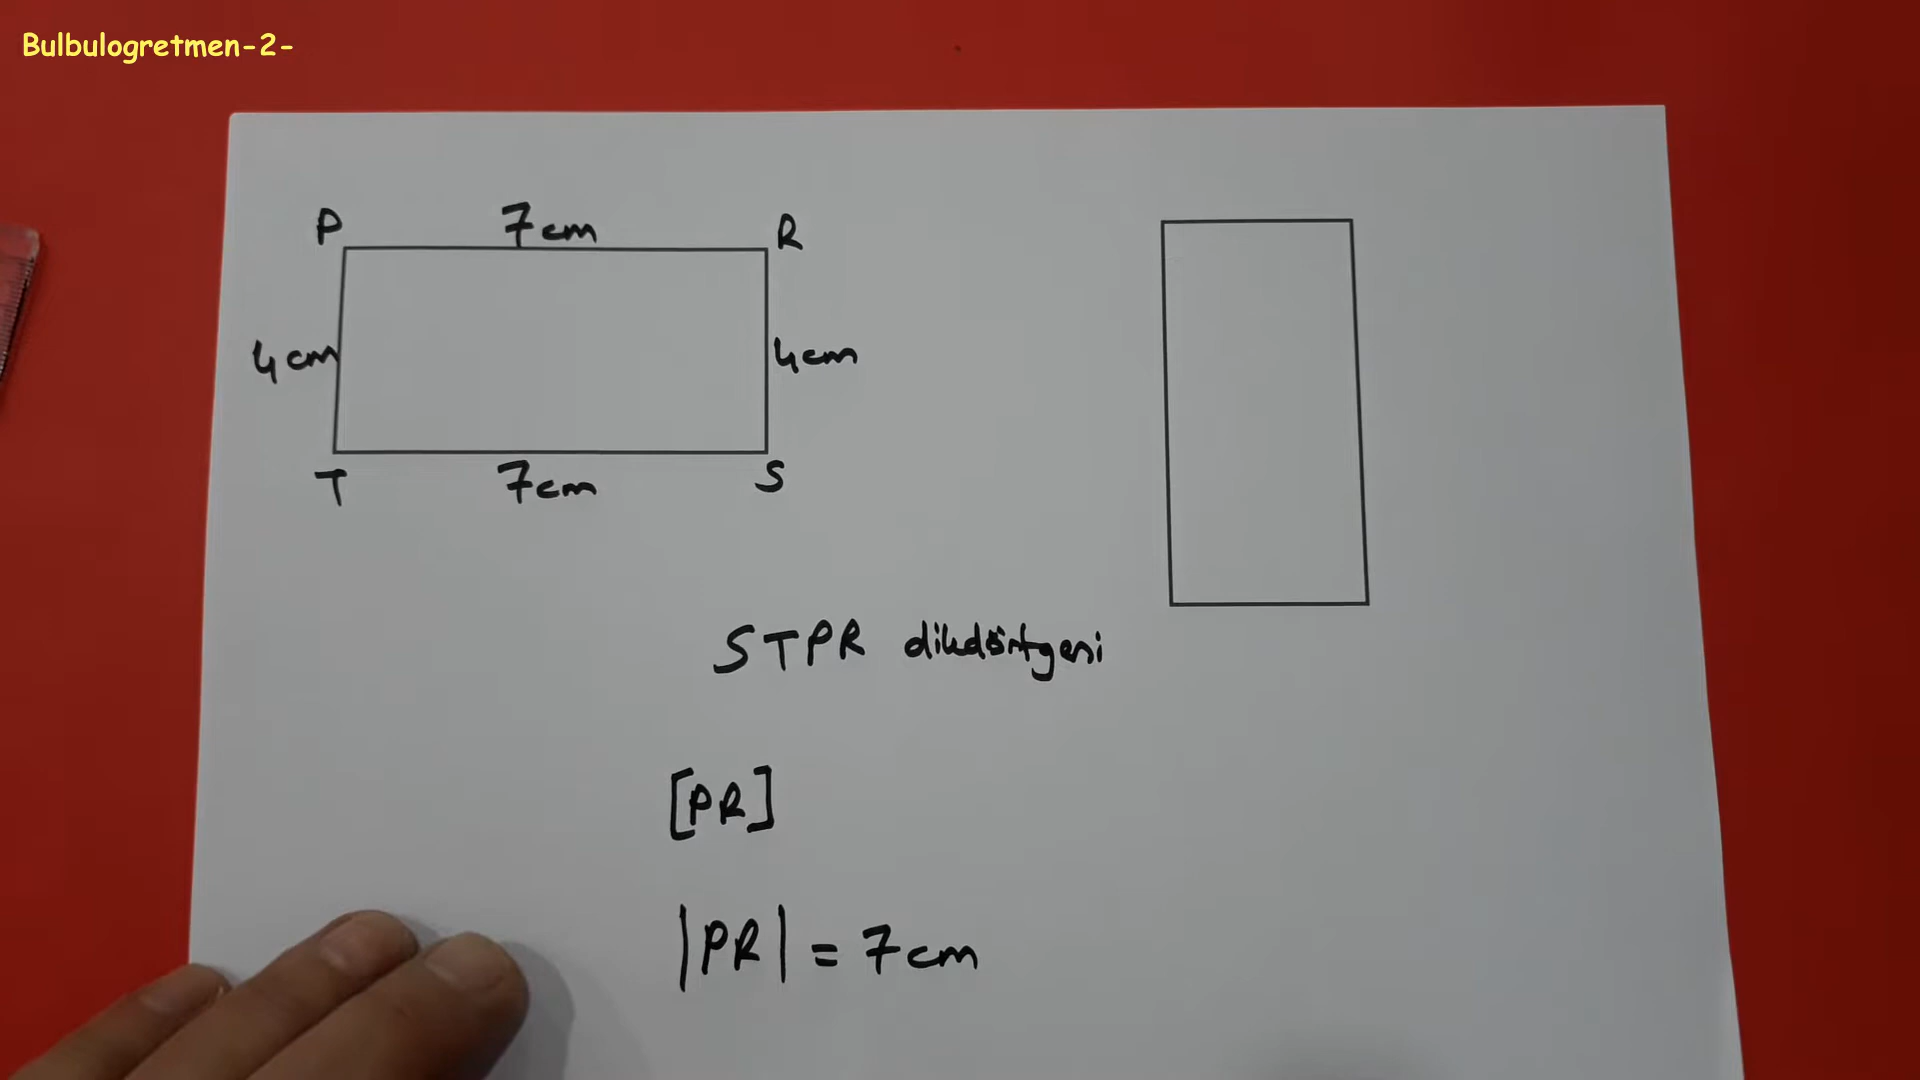 Bulbulogretmen-2-
P 7cm R
4cm 4cm
T 7cm S
STPR dikdörtgeni
[PR]
|PR| = 7cm